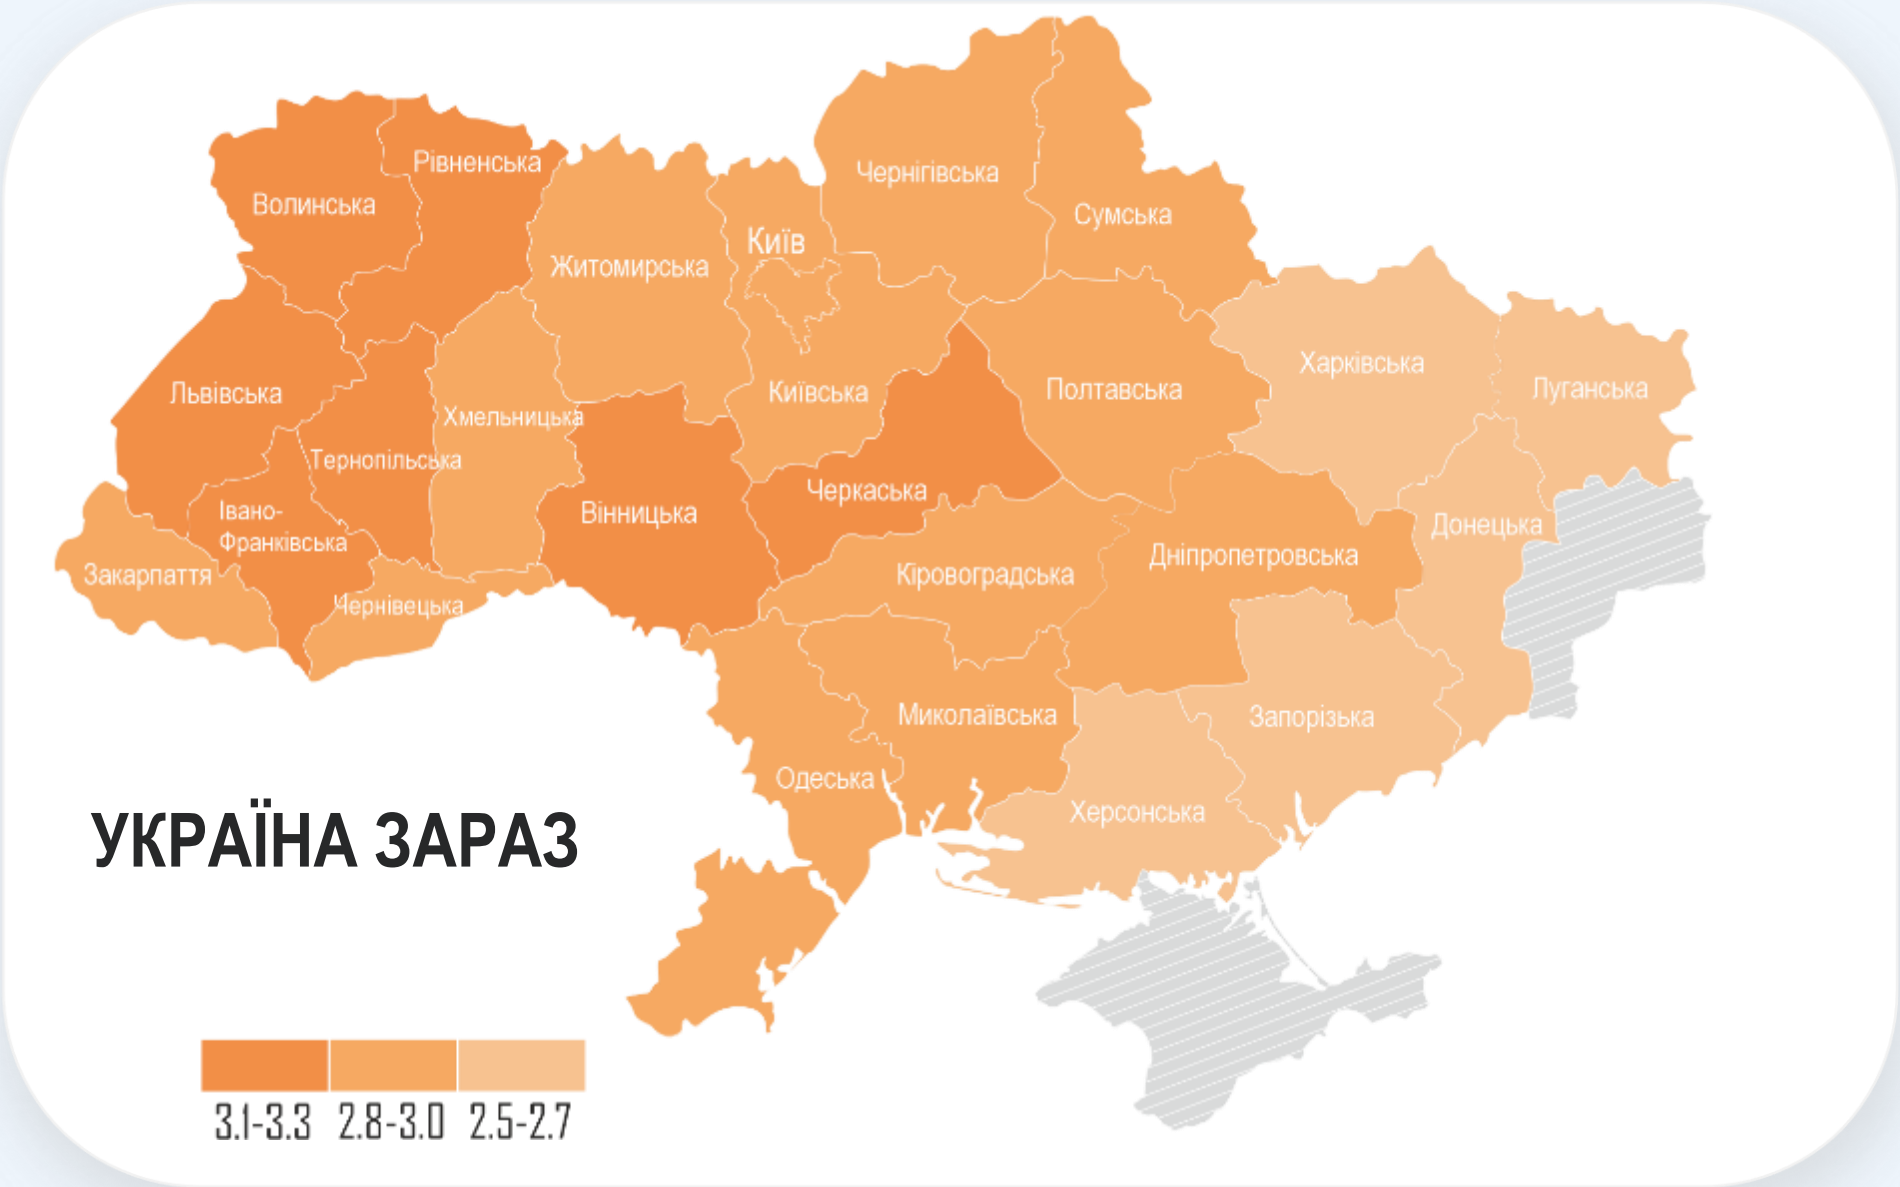 Рівненська
Волинська
Чернігівська
Сумська
Київ
Житомирська
Харківська
Луганська
Львівська
Київська
Полтавська
Хмельницька
Тернопільська
Черкаська
Вінницька
Івано-
Франківська
Донецька
Дніпропетровська
Закарпаття
Кіровоградська
Чернівецька
Миколаївська
Запорізька
Одеська
Херсонська
УКРАЇНА ЗАРАЗ
3.1-3.3 2.8-3.0 2.5-2.7